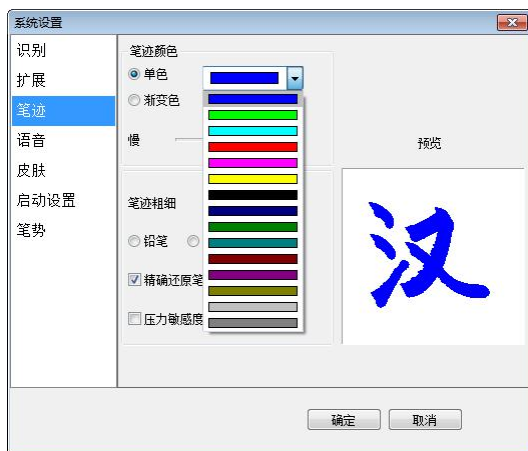 系统设置
识别
扩展
笔迹
语音
皮肤
启动设置
笔势
笔迹颜色
单色
渐变色
慢
预览
笔迹粗细
铅笔
精确还原笔
压力敏感度
汉
确定
取消